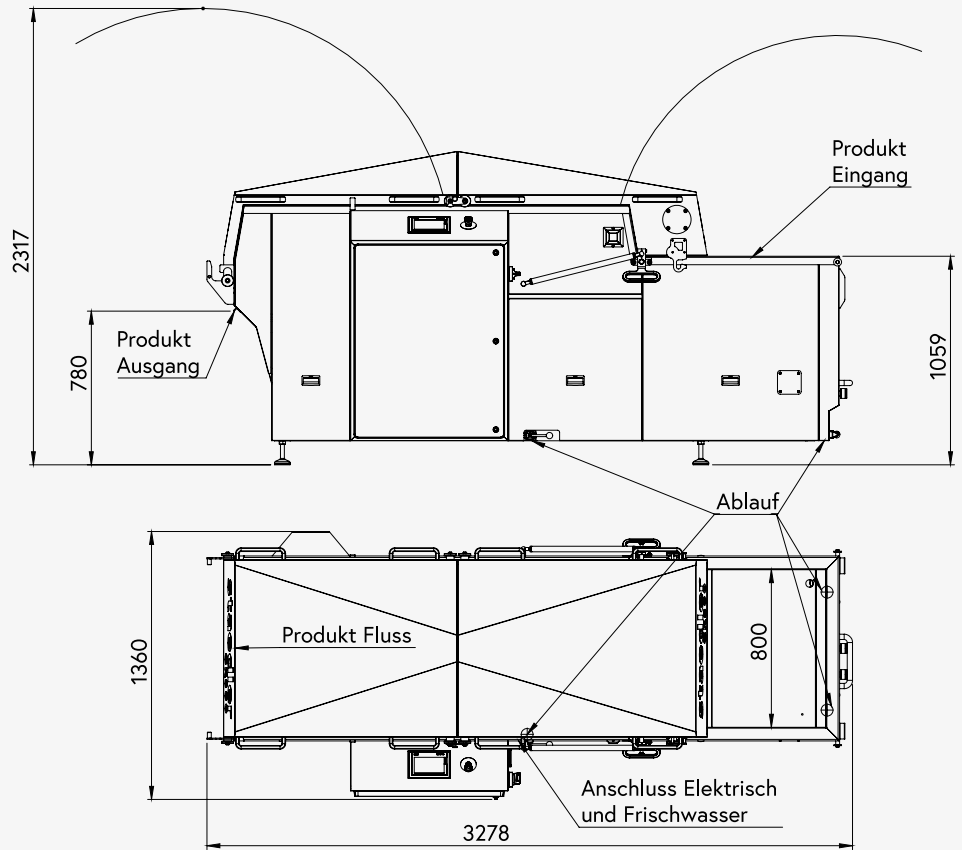 Produkt
Eingang
2317
Produkt
Ausgang
780
1059
Ablauf
1360
Produkt Fluss
800
Anschluss Elektrisch
und Frischwasser
3278